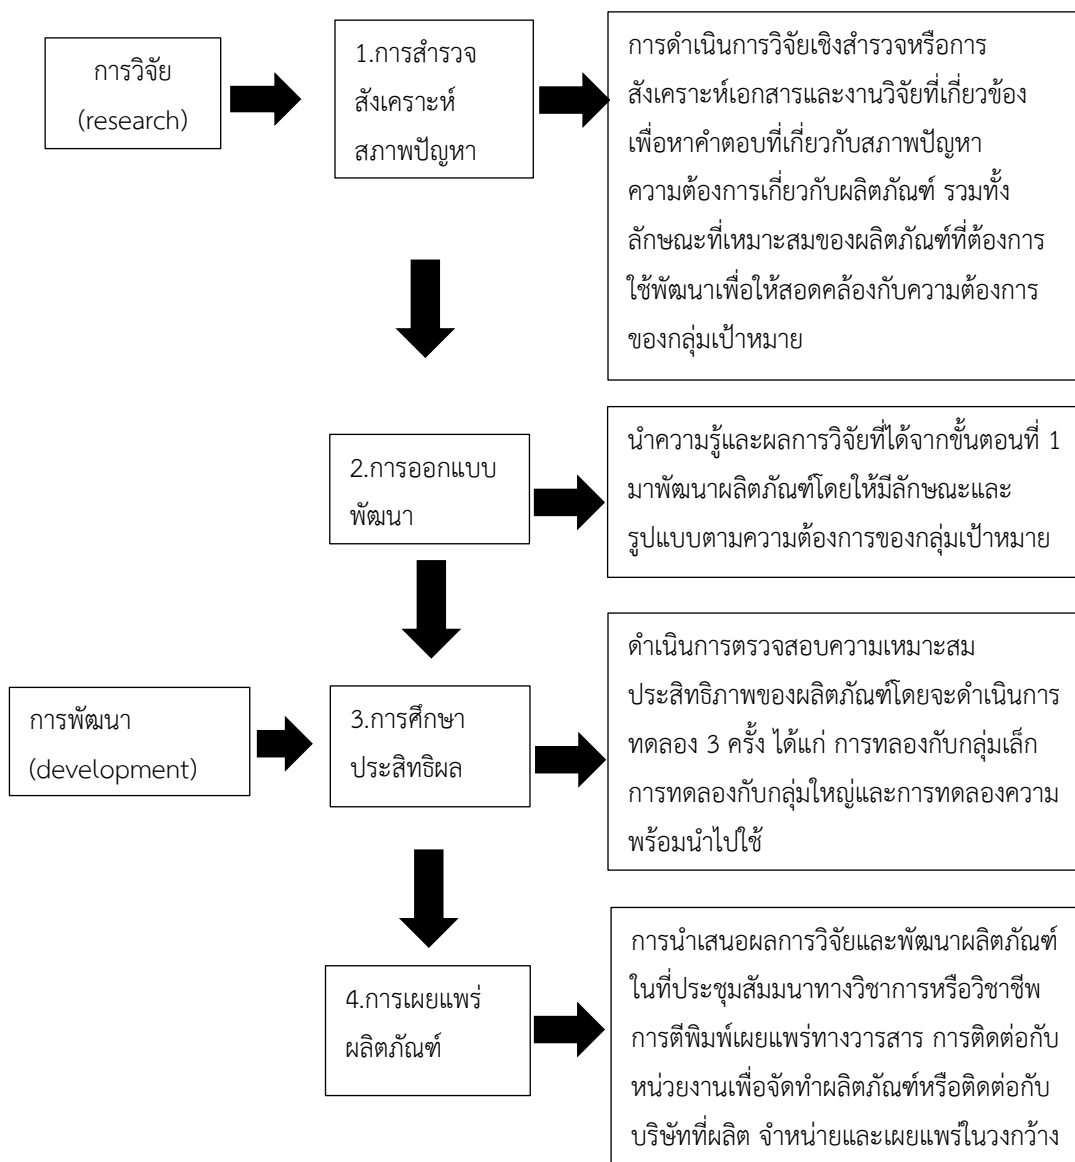 การวิจัย
(research)
1.การสำรวจ
สังเคราะห์
สภาพปัญหา
การดำเนินการวิจัยเชิงสำรวจหรือการ
สังเคราะห์เอกสารและงานวิจัยที่เกี่ยวข้อง
เพื่อหาคำตอบที่เกี่ยวกับสภาพปัญหา
ความต้องการเกี่ยวกับผลิตภัณฑ์ รวมทั้ง
ลักษณะที่เหมาะสมของผลิตภัณฑ์ที่ต้องการ
ใช้พัฒนาเพื่อให้สอดคล้องกับความต้องการ
ของกลุ่มเป้าหมาย
2.การออกแบบ
พัฒนา
นำความรู้และผลการวิจัยที่ได้จากขั้นตอนที่ 1
มาพัฒนาผลิตภัณฑ์โดยให้มีลักษณะและ
รูปแบบตามความต้องการของกลุ่มเป้าหมาย
การพัฒนา
(development)
3.การศึกษา
ประสิทธิผล
ดำเนินการตรวจสอบความเหมาะสม
ประสิทธิภาพของผลิตภัณฑ์โดยจะดำเนินการ
ทดลอง 3 ครั้ง ได้แก่ การทลองกับกลุ่มเล็ก
การทดลองกับกลุ่มใหญ่และการทดลองความ
พร้อมนำไปใช้
4.การเผยแพร่
ผลิตภัณฑ์
การนำเสนอผลการวิจัยและพัฒนาผลิตภัณฑ์
ในที่ประชุมสัมมนาทางวิชาการหรือวิชาชีพ
การตีพิมพ์เผยแพร่ทางวารสาร การติดต่อกับ
หน่วยงานเพื่อจัดทำผลิตภัณฑ์หรือติดต่อกับ
บริษัทที่ผลิต จำหน่ายและเผยแพร่ในวงกว้าง